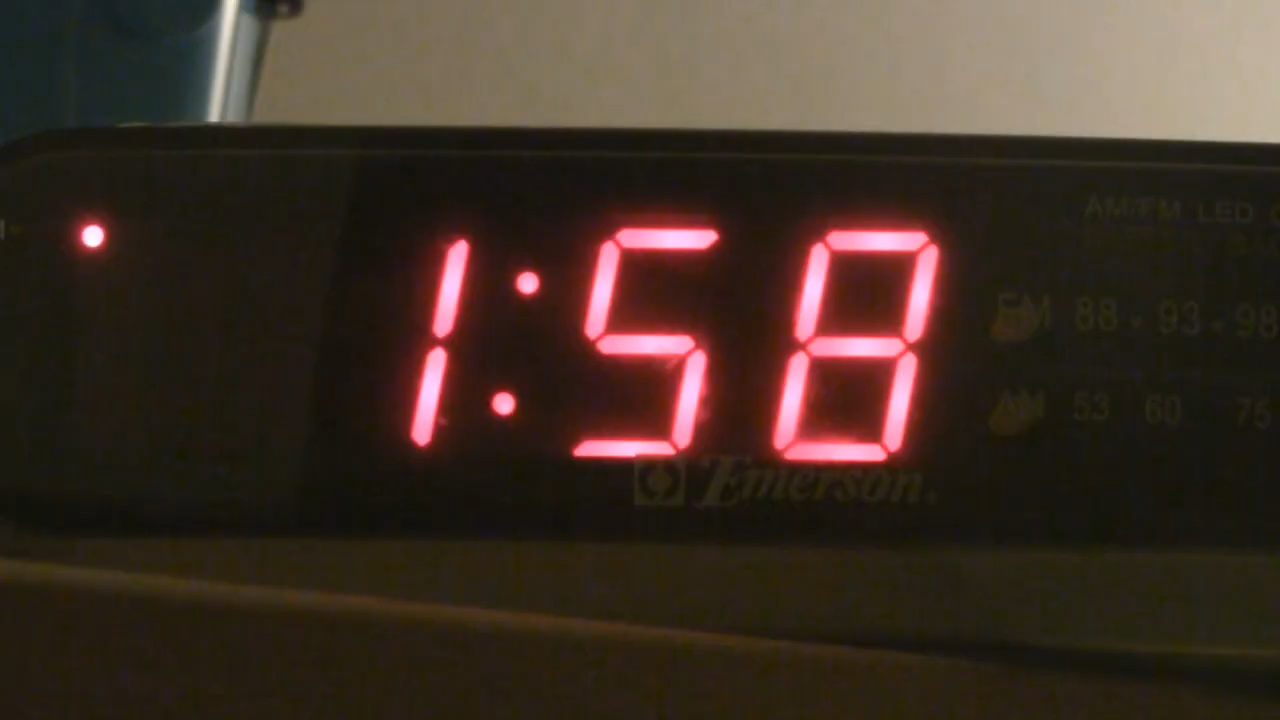 1:58
AM/FM LED
FM 88 • 93 • 98
AM 53 60 75
Emerson.